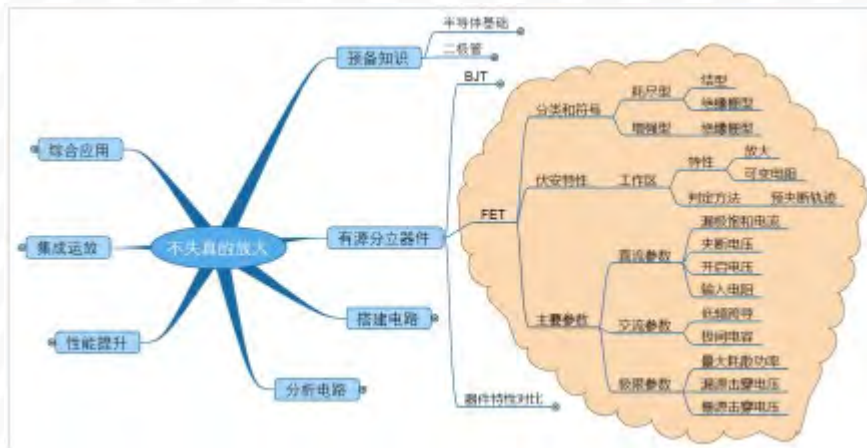 不失真的放大
预备知识
半导体基础
二极管
有源分立器件
BJT
FET
分类和符号
耗尽型
结型
绝缘栅型
增强型
绝缘栅型
伏安特性
工作区
特性
放大
可变电阻
判定方法
预夹断轨迹
主要参数
直流参数
漏极饱和电流
夹断电压
开启电压
输入电阻
交流参数
低频跨导
极间电容
极限参数
最大耗散功率
漏源击穿电压
栅源击穿电压
器件特性对比
搭建电路
分析电路
性能提升
集成运放
综合应用